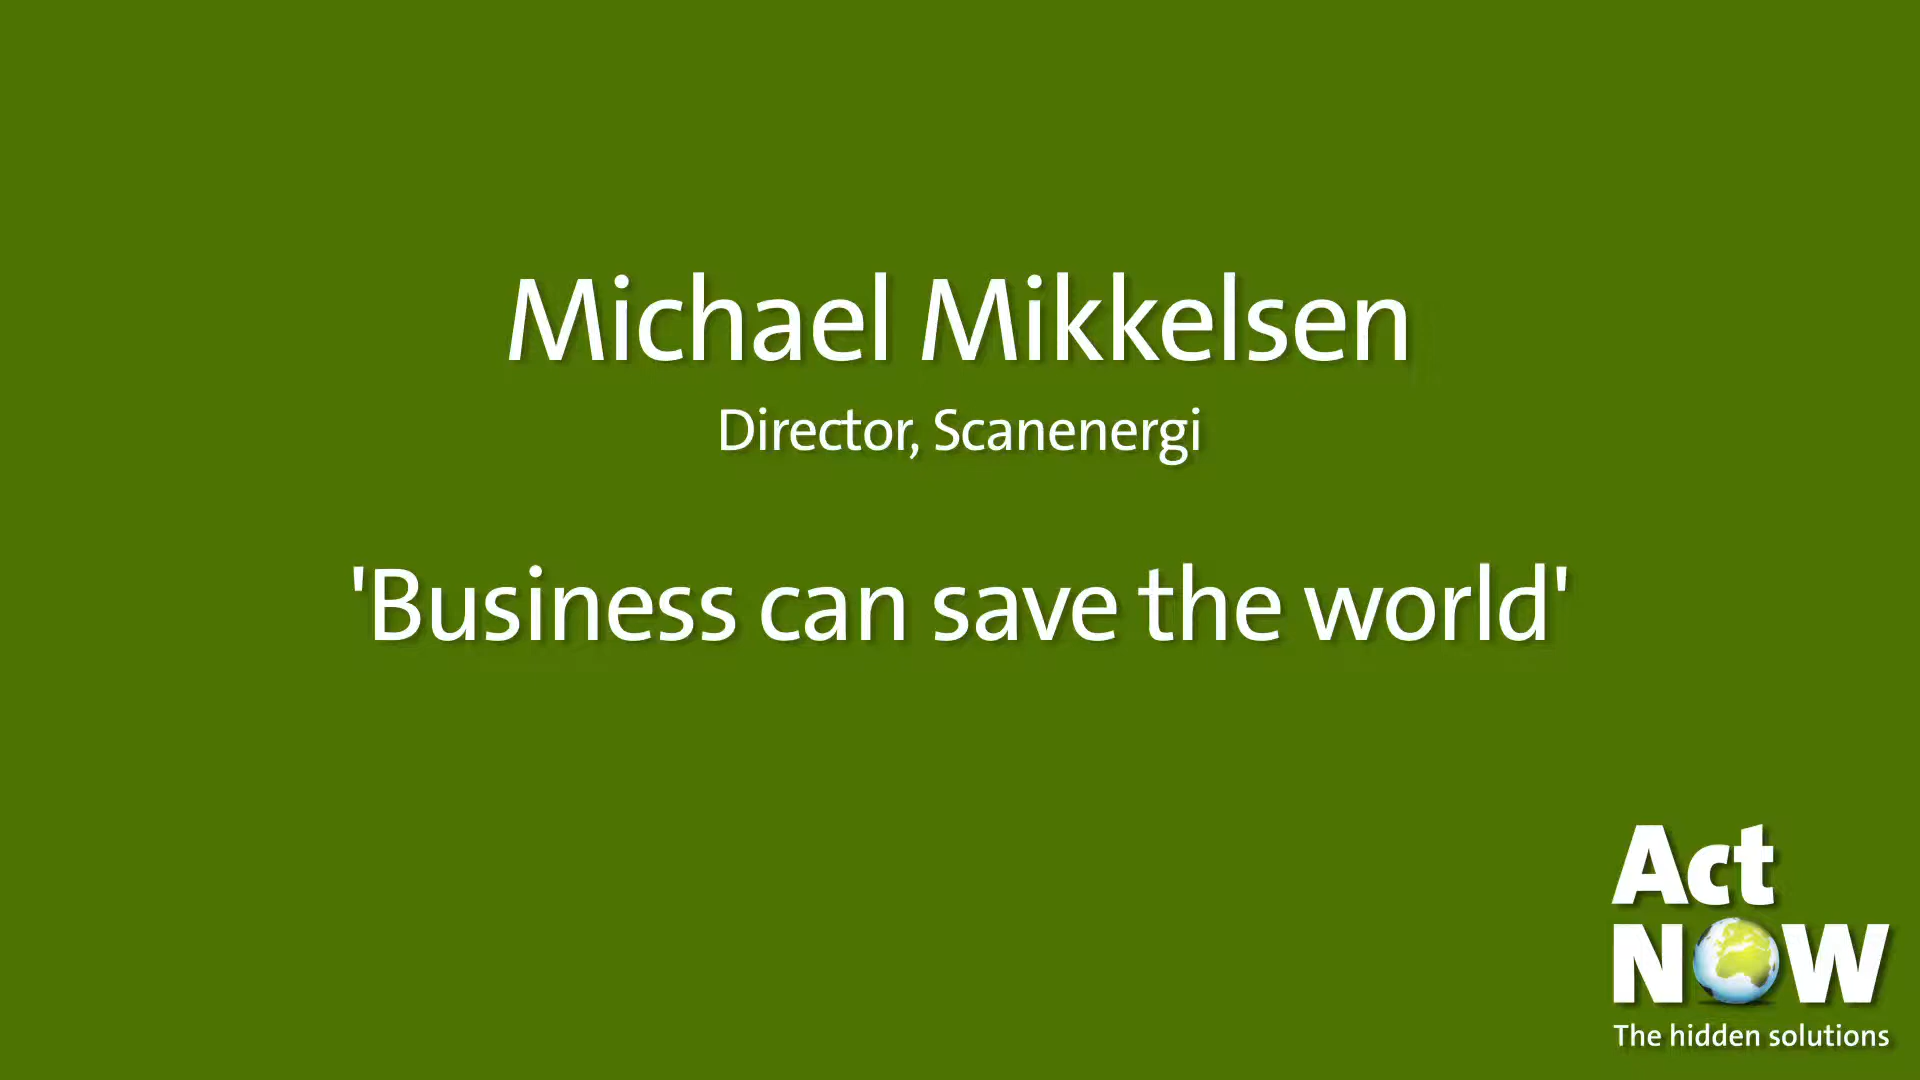 Michael Mikkelsen
Director, Scanenergi
'Business can save the world'
Act
NOW
The hidden solutions